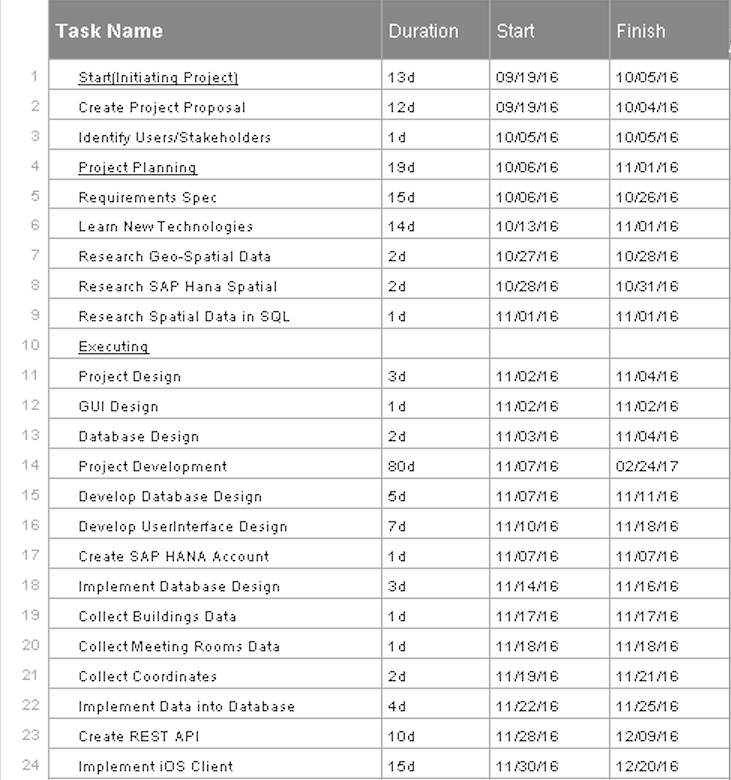 Task Name Duration Start Finish
1 Start(Initiating Project) 13d 09/19/16 10/05/16
2 Create Project Proposal 12d 09/19/16 10/04/16
3 Identify Users/Stakeholders 1d 10/05/16 10/05/16
4 Project Planning 19d 10/06/16 11/01/16
5 Requirements Spec 15d 10/06/16 10/26/16
6 Learn New Technologies 14d 10/13/16 11/01/16
7 Research Geo-Spatial Data 2d 10/27/16 10/28/16
8 Research SAP Hana Spatial 2d 10/28/16 10/31/16
9 Research Spatial Data in SQL 1d 11/01/16 11/01/16
10 Executing
11 Project Design 3d 11/02/16 11/04/16
12 GUI Design 1d 11/02/16 11/02/16
13 Database Design 2d 11/03/16 11/04/16
14 Project Development 80d 11/07/16 02/24/17
15 Develop Database Design 5d 11/07/16 11/11/16
16 Develop UserInterface Design 7d 11/10/16 11/18/16
17 Create SAP HANA Account 1d 11/07/16 11/07/16
18 Implement Database Design 3d 11/14/16 11/16/16
19 Collect Buildings Data 1d 11/17/16 11/17/16
20 Collect Meeting Rooms Data 1d 11/18/16 11/18/16
21 Collect Coordinates 2d 11/19/16 11/21/16
22 Implement Data into Database 4d 11/22/16 11/25/16
23 Create REST API 10d 11/28/16 12/09/16
24 Implement iOS Client 15d 11/30/16 12/20/16